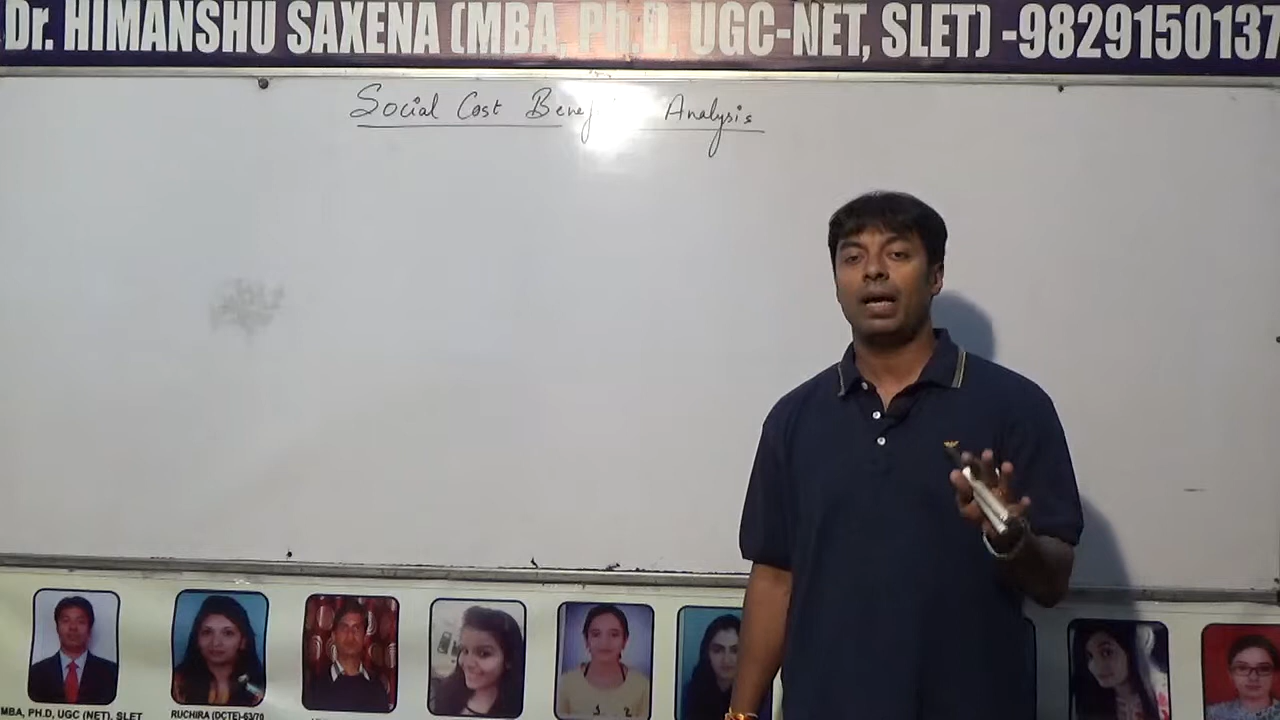 Dr. HIMANSHU SAXENA (MBA, Ph.D, UGC-NET, SLET) -9829150137
Social Cost Analysis
MBA, PH.D, UGC (NET), SLET
RUCHIRA (DCTE)-63/70